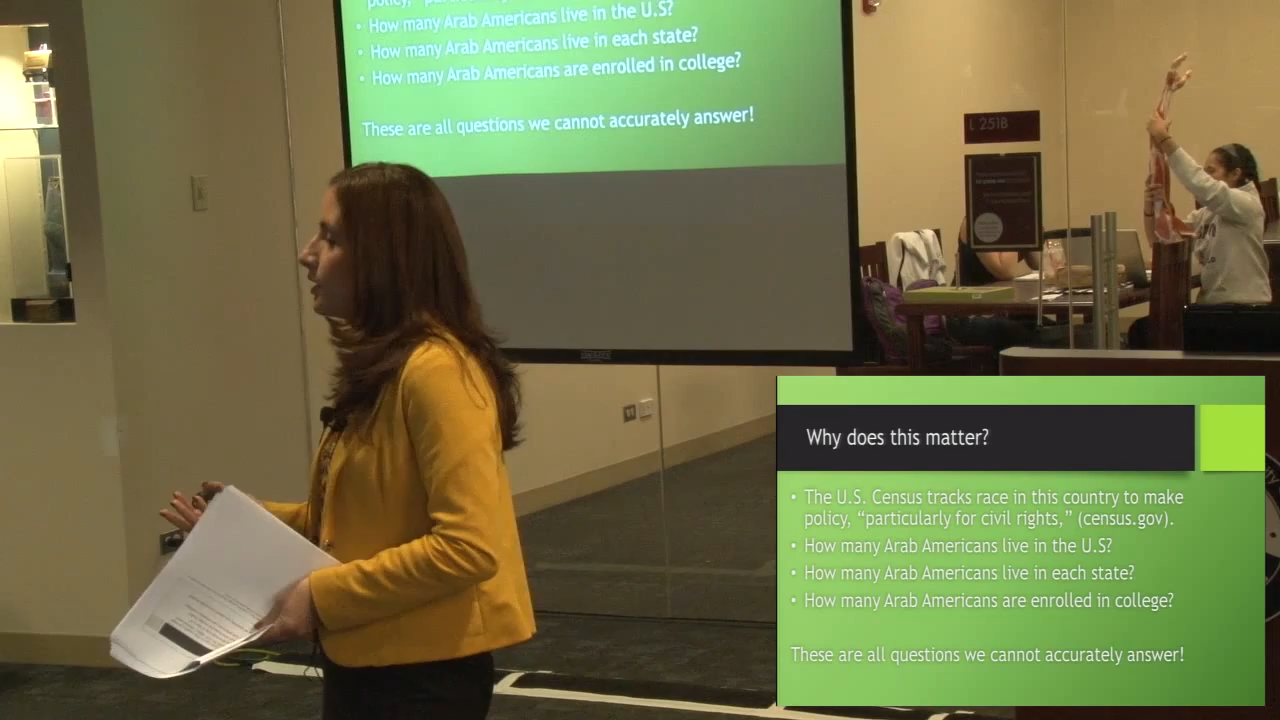 policy,
• How many Arab Americans live in the U.S?
• How many Arab Americans live in each state?
• How many Arab Americans are enrolled in college?
These are all questions we cannot accurately answer!
L 251B
Why does this matter?
• The U.S. Census tracks race in this country to make
policy, “particularly for civil rights,” (census.gov).
• How many Arab Americans live in the U.S?
• How many Arab Americans live in each state?
• How many Arab Americans are enrolled in college?
These are all questions we cannot accurately answer!